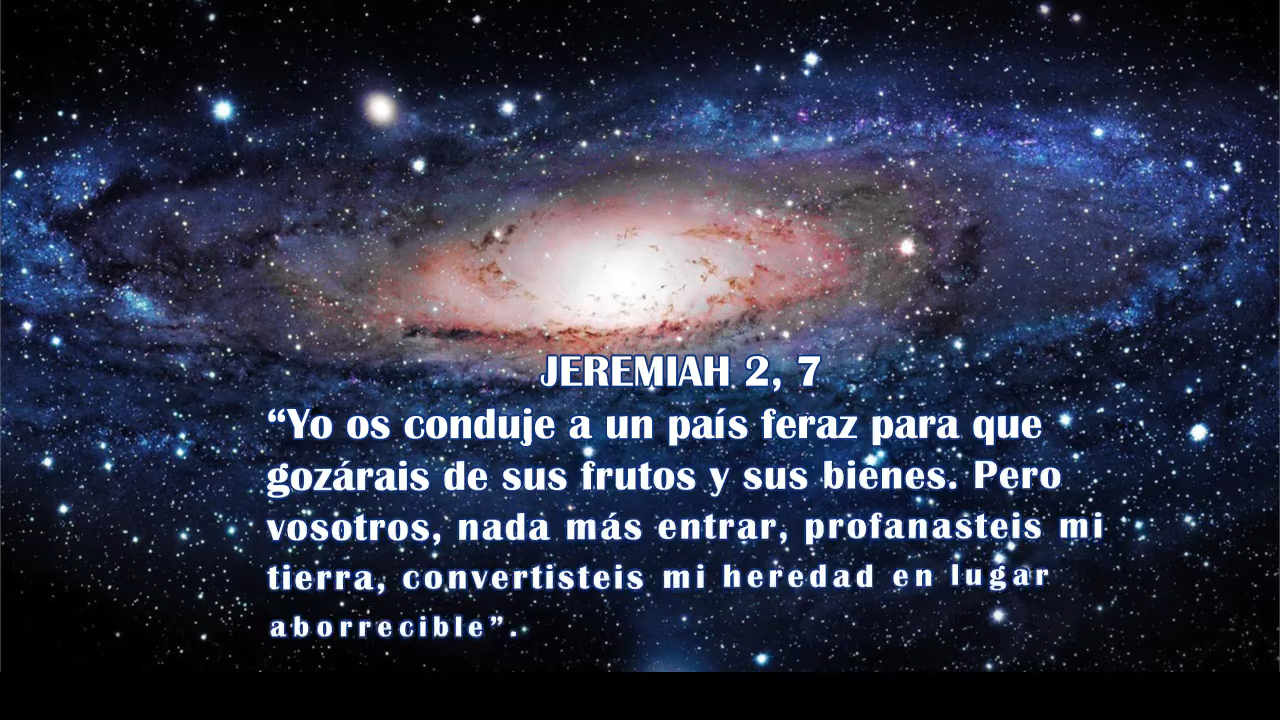 JEREMIAH 2, 7
“Yo os conduje a un país feraz para que
gozárais de sus frutos y sus bienes. Pero
vosotros, nada más entrar, profanasteis mi
tierra, convertisteis mi heredad en lugar
aborrecible”.